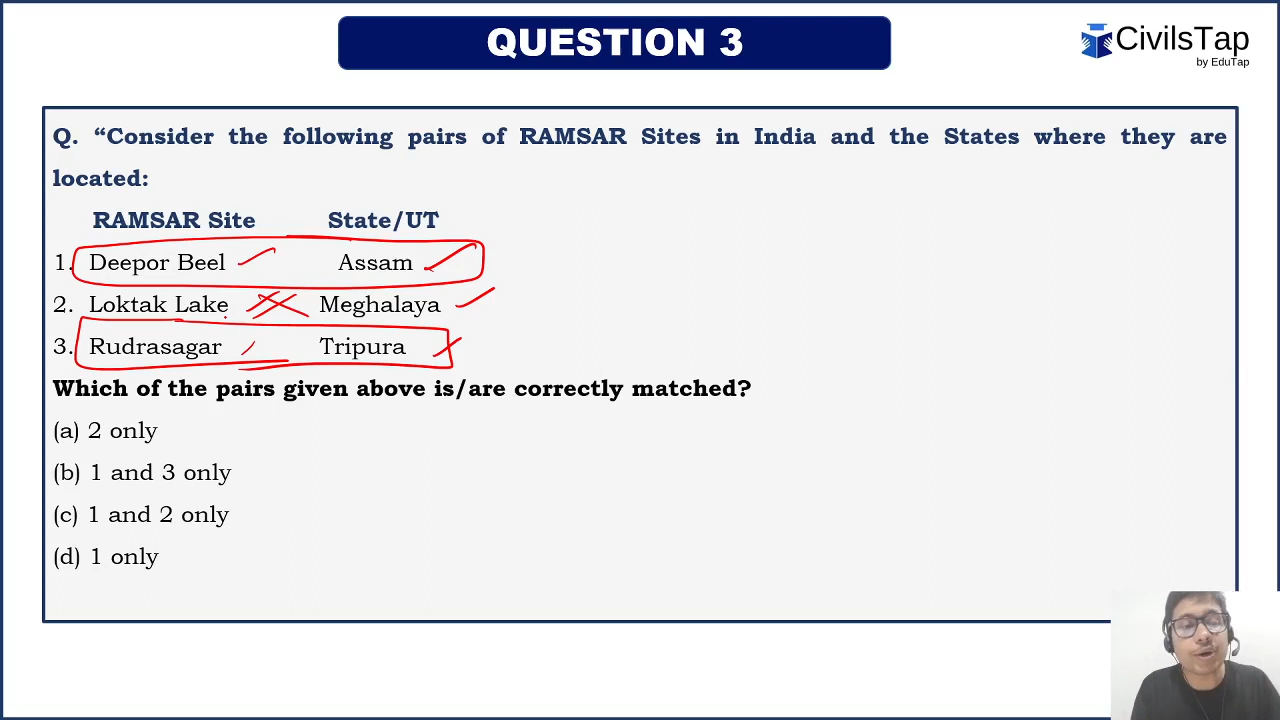 QUESTION 3
CivilsTap
by EduTap
Q. “Consider the following pairs of RAMSAR Sites in India and the States where they are
located:
RAMSAR Site State/UT
1. Deepor Beel Assam
2. Loktak Lake Meghalaya
3. Rudrasagar Tripura
Which of the pairs given above is/are correctly matched?
(a) 2 only
(b) 1 and 3 only
(c) 1 and 2 only
(d) 1 only